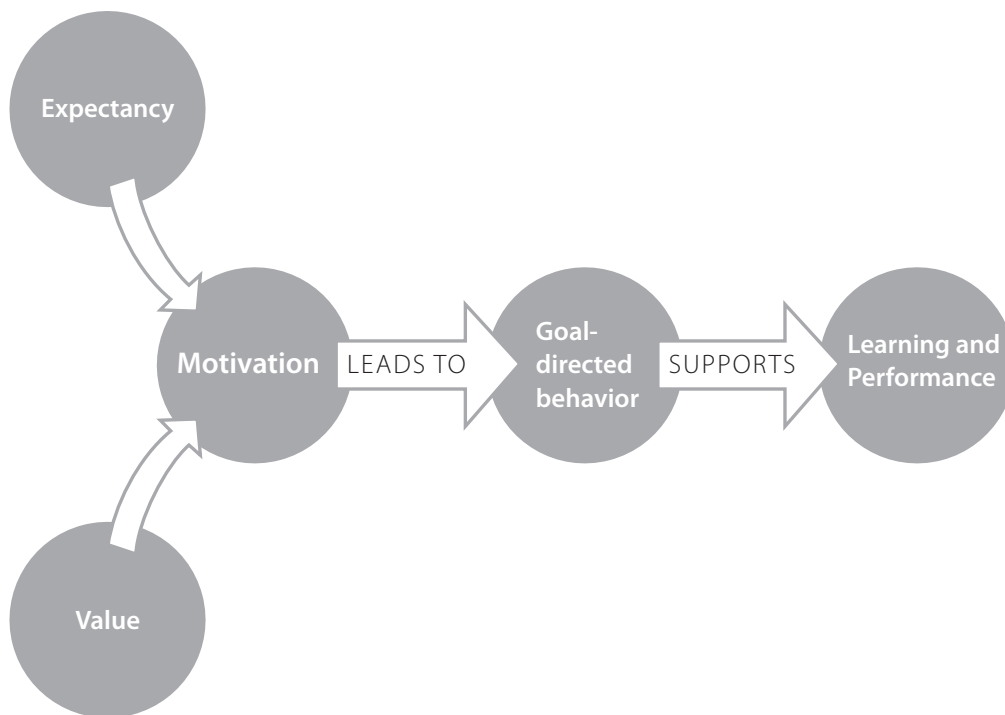 Expectancy
Motivation
LEADS TO
Goal-
directed
behavior
SUPPORTS
Learning and
Performance
Value